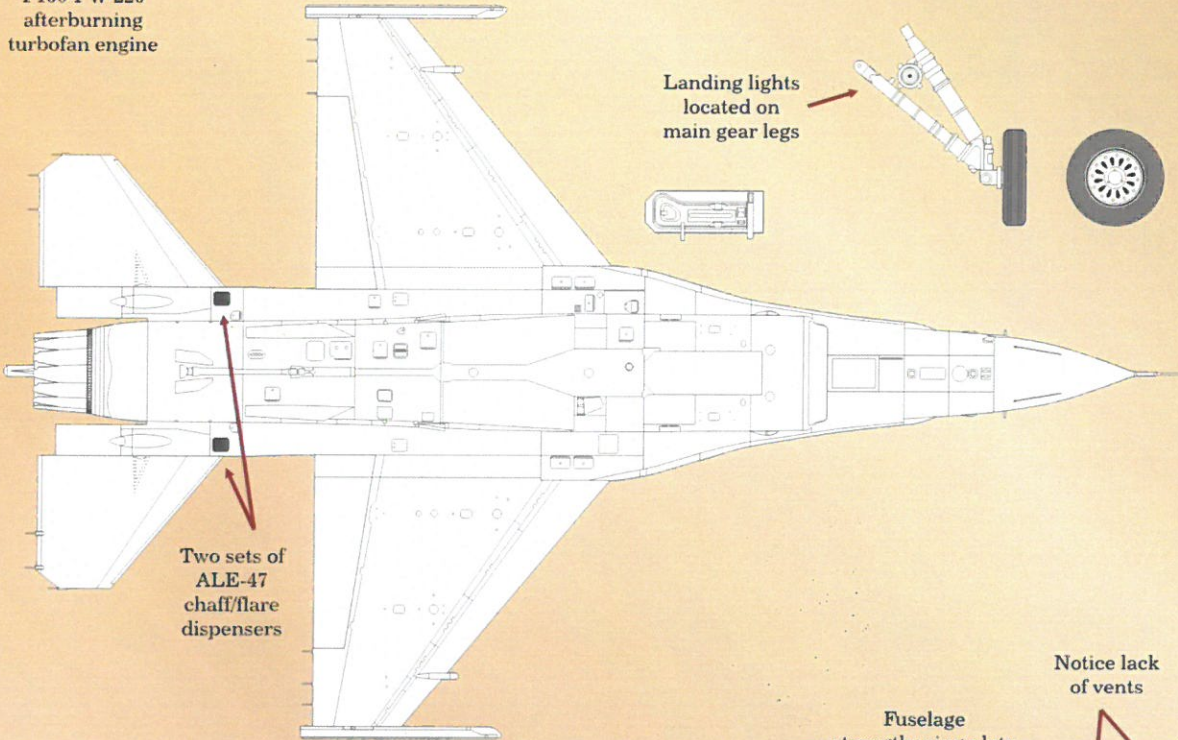 afterburning
turbofan engine
Landing lights
located on
main gear legs
Two sets of
ALE-47
chaff/flare
dispensers
Notice lack
of vents
Fuselage